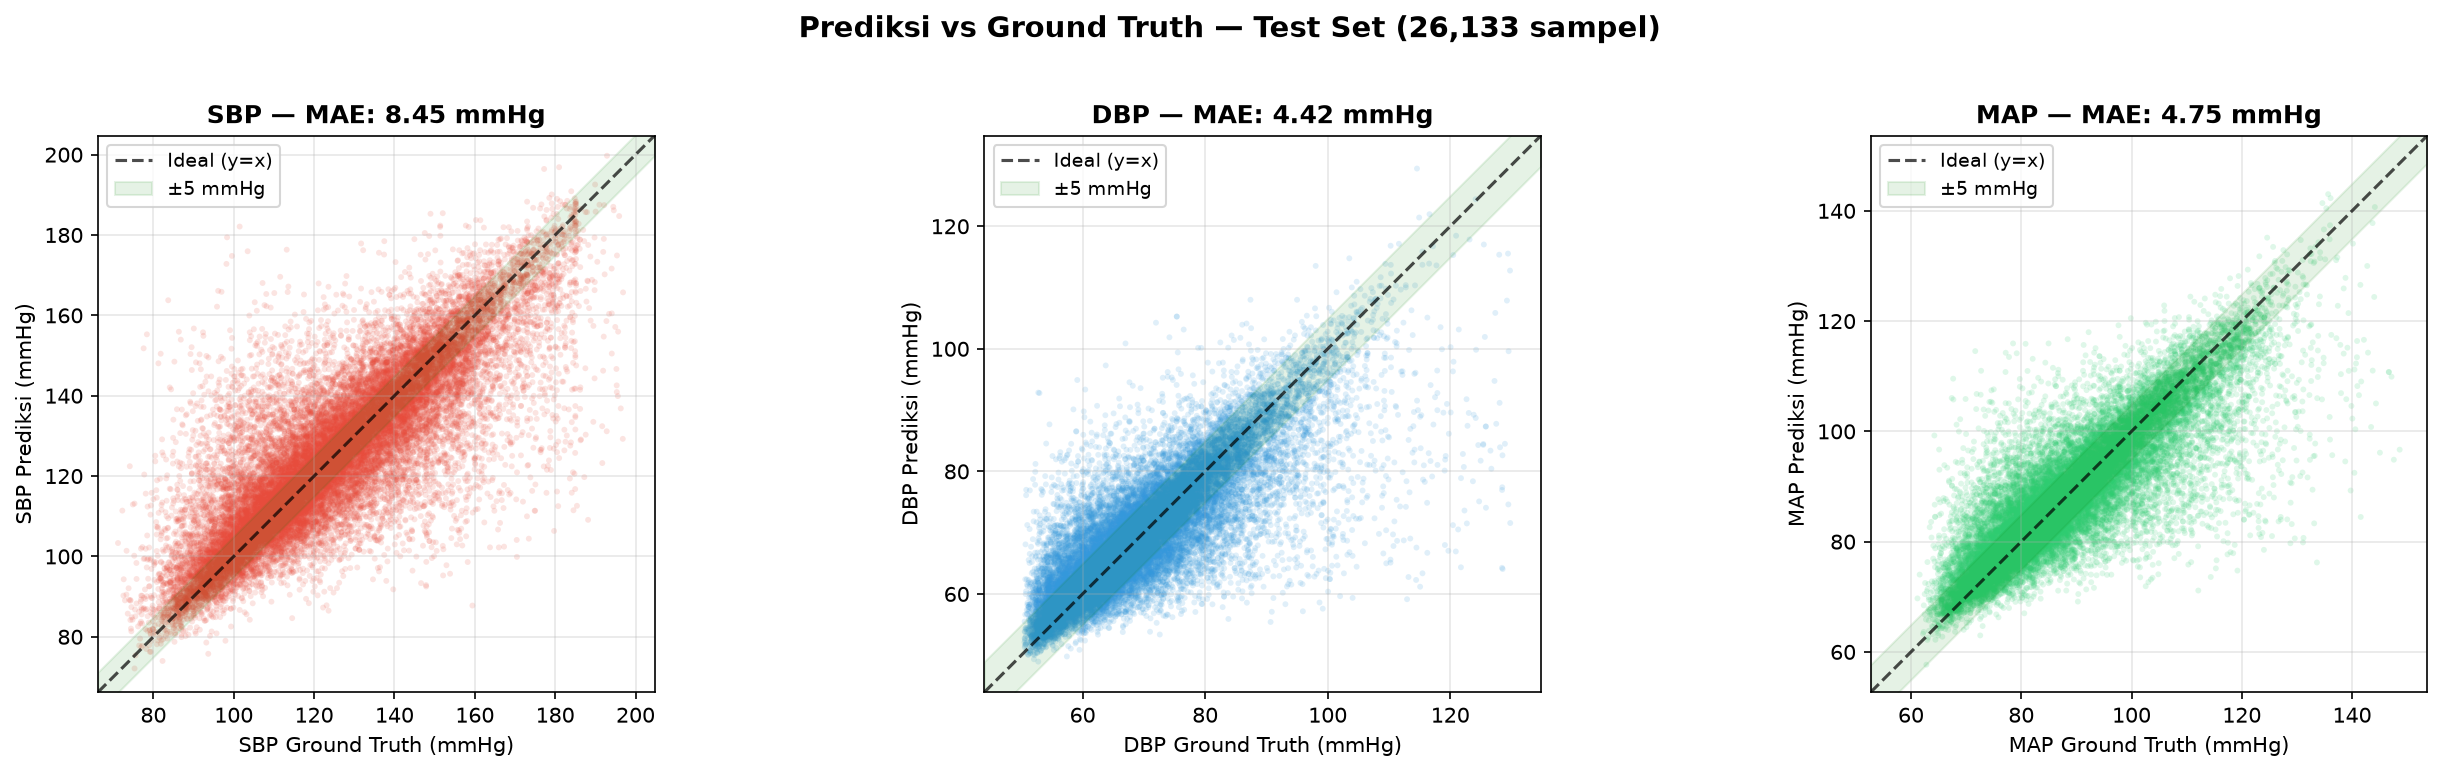 Prediksi vs Ground Truth — Test Set (26,133 sampel)
SBP — MAE: 8.45 mmHg
Ideal (y=x)
±5 mmHg
200
180
160
140
120
100
80
SBP Prediksi (mmHg)
80 100 120 140 160 180 200
SBP Ground Truth (mmHg)
DBP — MAE: 4.42 mmHg
Ideal (y=x)
±5 mmHg
120
100
80
60
DBP Prediksi (mmHg)
60 80 100 120
DBP Ground Truth (mmHg)
MAP — MAE: 4.75 mmHg
Ideal (y=x)
±5 mmHg
140
120
100
80
60
MAP Prediksi (mmHg)
60 80 100 120 140
MAP Ground Truth (mmHg)